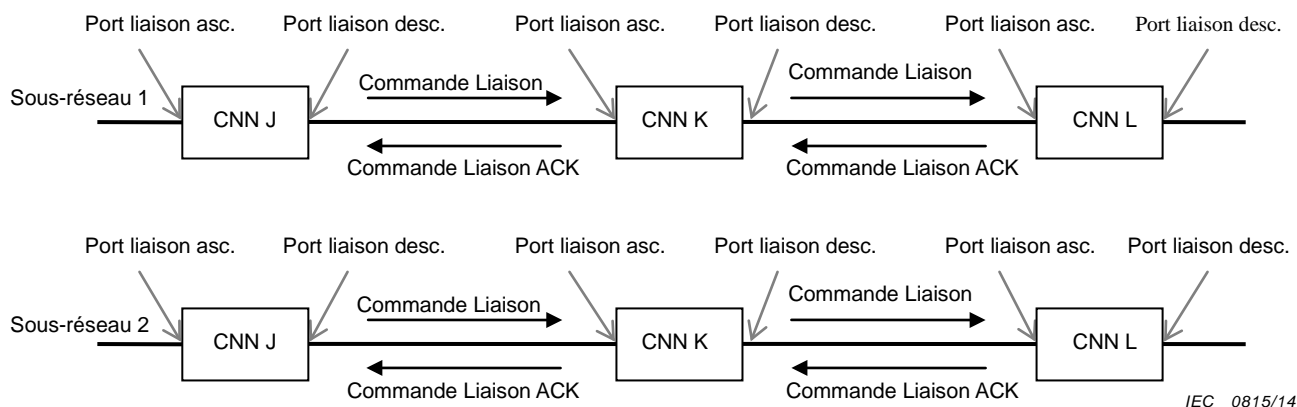 Port liaison asc. Port liaison desc. Port liaison asc. Port liaison desc. Port liaison asc. Port liaison desc.
Commande Liaison Commande Liaison
Sous-réseau 1
CNN J CNN K CNN L
Commande Liaison ACK Commande Liaison ACK
Port liaison asc. Port liaison desc. Port liaison asc. Port liaison desc. Port liaison asc. Port liaison desc.
Commande Liaison Commande Liaison
Sous-réseau 2
CNN J CNN K CNN L
Commande Liaison ACK Commande Liaison ACK
IEC 0815/14